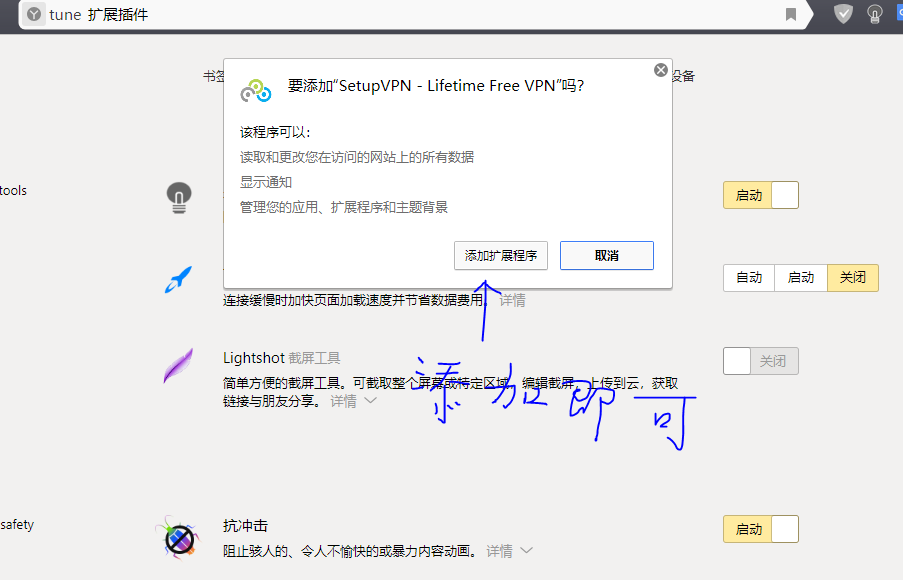 tune 扩展插件
书签
设备
要添加“SetupVPN - Lifetime Free VPN”吗?
该程序可以:
读取和更改您在访问的网站上的所有数据
显示通知
管理您的应用、扩展程序和主题背景
添加扩展程序 取消
tools
启动
自动 启动 关闭
连接缓慢时加快页面加载速度并节省数据费用。 详情
添加即可
Lightshot 截屏工具
关闭
简单方便的截屏工具。可截取整个屏幕或特定区域,编辑截屏,上传到云,获取
链接与朋友分享。 详情
safety
抗冲击
启动
阻止骇人的、令人不愉快的或暴力内容动画。 详情